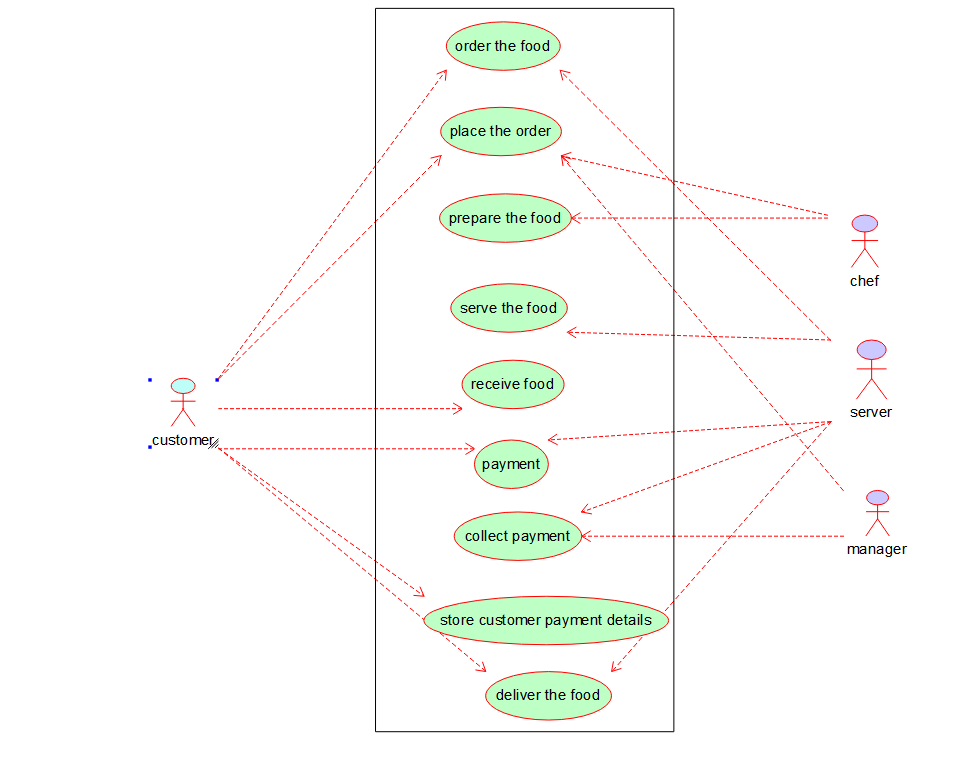 order the food
place the order
prepare the food
chef
serve the food
receive food
server
customer
payment
collect payment
manager
store customer payment details
deliver the food